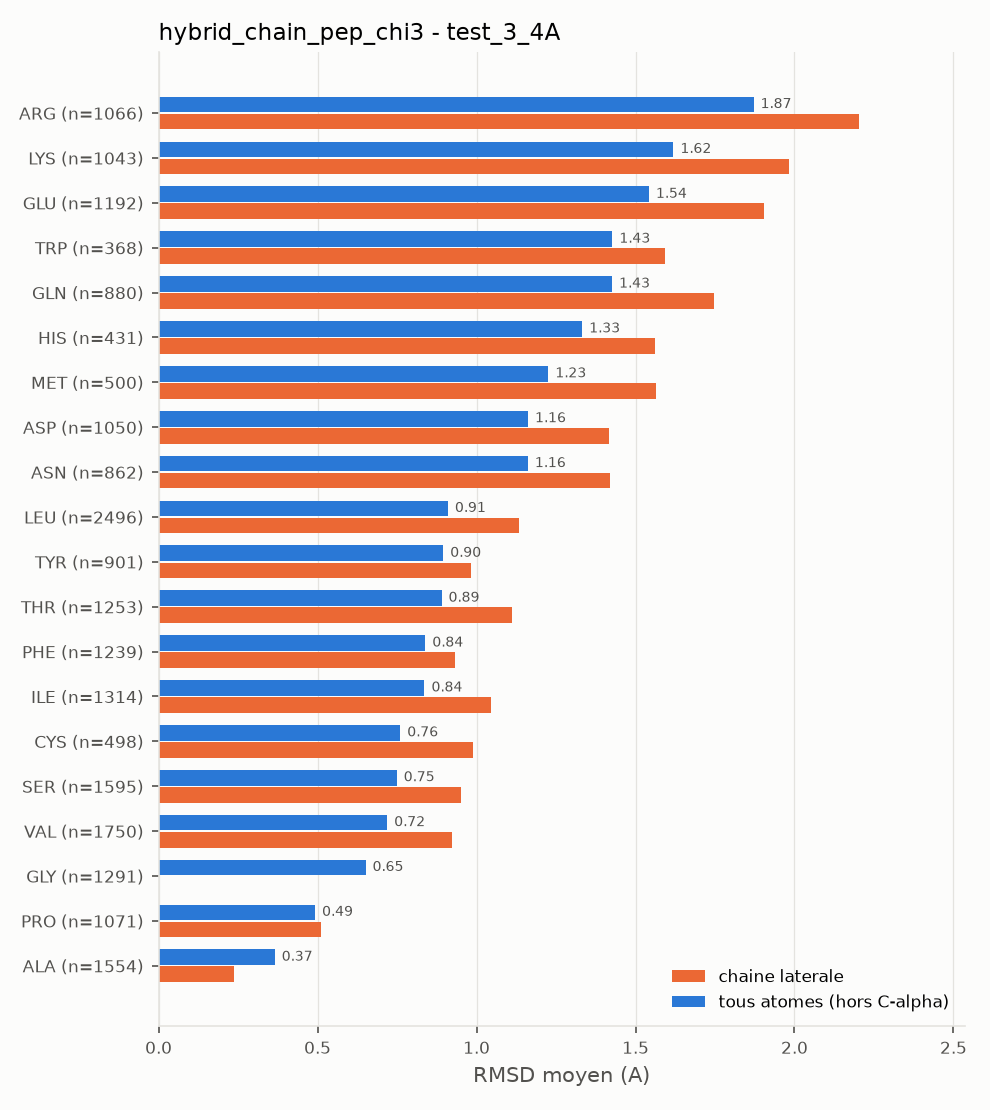 hybrid_chain_pep_chi3 - test_3_4A
ARG (n=1066) 1.87
LYS (n=1043) 1.62
GLU (n=1192) 1.54
TRP (n=368) 1.43
GLN (n=880) 1.43
HIS (n=431) 1.33
MET (n=500) 1.23
ASP (n=1050) 1.16
ASN (n=862) 1.16
LEU (n=2496) 0.91
TYR (n=901) 0.90
THR (n=1253) 0.89
PHE (n=1239) 0.84
ILE (n=1314) 0.84
CYS (n=498) 0.76
SER (n=1595) 0.75
VAL (n=1750) 0.72
GLY (n=1291) 0.65
PRO (n=1071) 0.49
ALA (n=1554) 0.37
chaine laterale
tous atomes (hors C-alpha)
0.0 0.5 1.0 1.5 2.0 2.5
RMSD moyen (A)